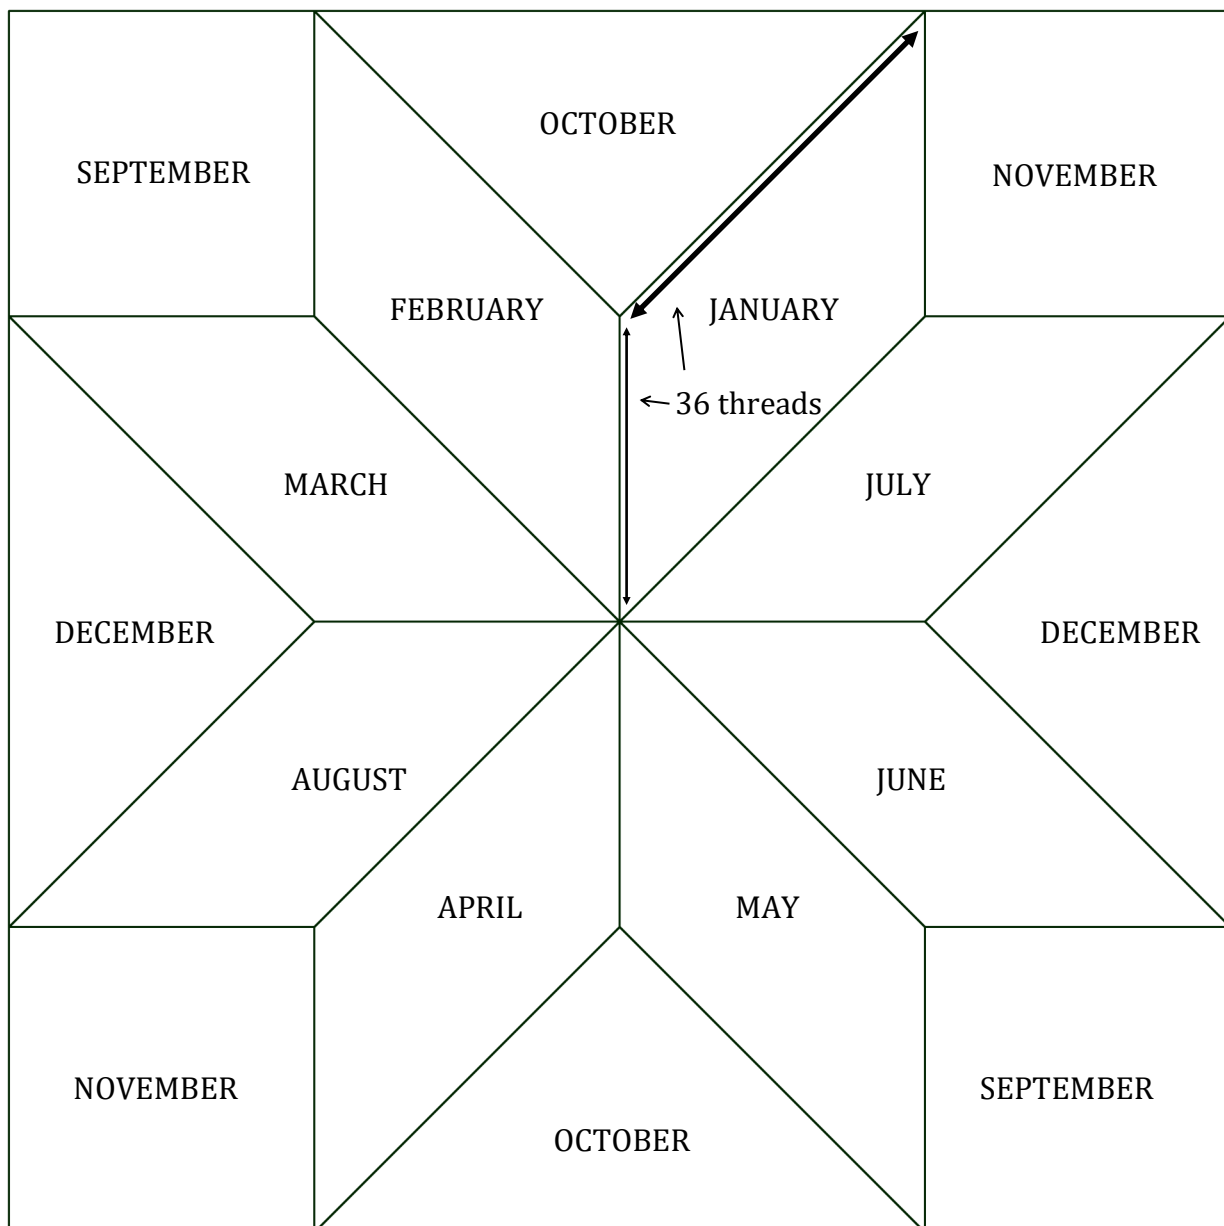 OCTOBER
SEPTEMBER
NOVEMBER
FEBRUARY
JANUARY
36 threads
MARCH
JULY
DECEMBER
DECEMBER
AUGUST
JUNE
APRIL
MAY
NOVEMBER
SEPTEMBER
OCTOBER